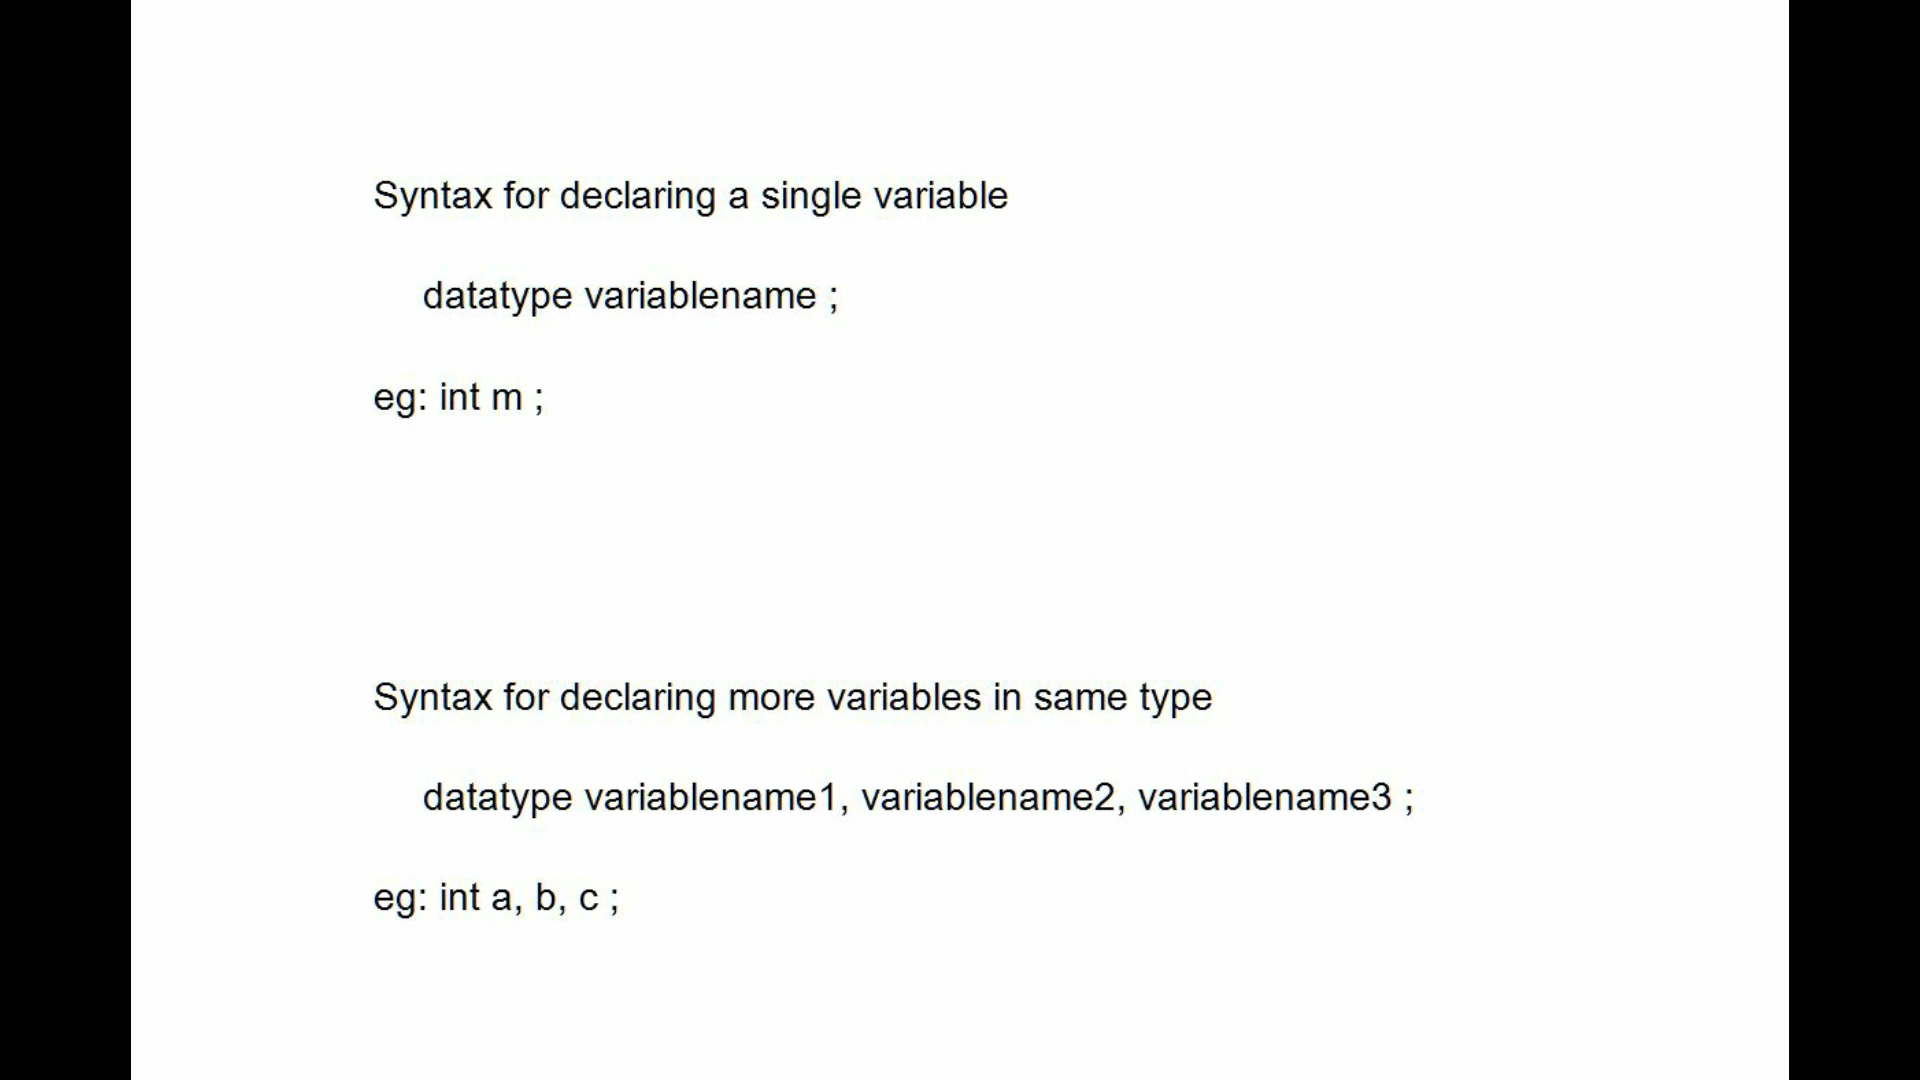 Syntax for declaring a single variable
datatype variablename ;
eg: int m ;
Syntax for declaring more variables in same type
datatype variablename1, variablename2, variablename3 ;
eg: int a, b, c ;